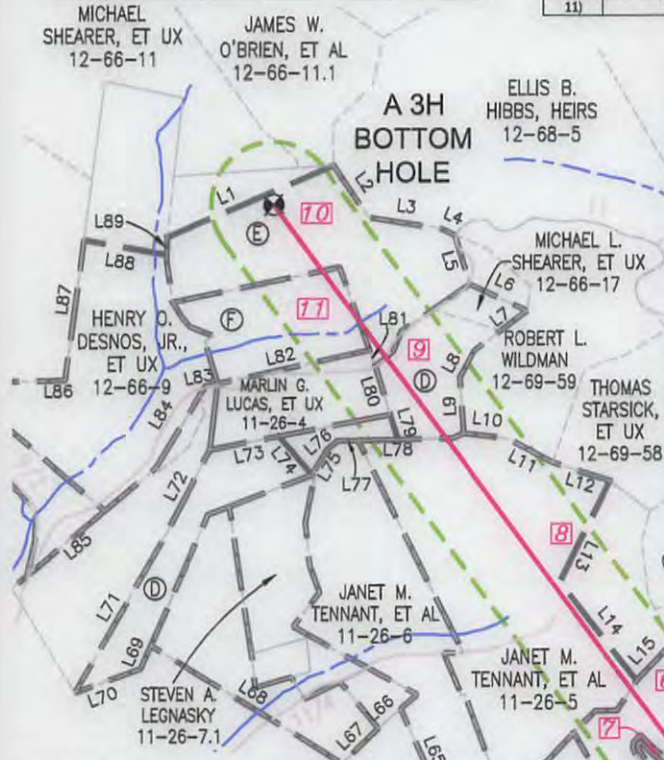 11)
MICHAEL
SHEARER, ET UX
12-66-11
JAMES W.
O'BRIEN, ET AL
12-66-11.1
ELLIS B.
HIBBS, HEIRS
12-68-5
A 3H
BOTTOM
HOLE
L1
L2
L3
L4
L5
L6
L7
L8
L9
L10
L11
L12
L13
L14
L15
10
E
L89
L88
L87
L86
MICHAEL L.
SHEARER, ET UX
12-66-17
HENRY O.
DESNOS, JR.,
ET UX
12-66-9
F
11
L81
9
D
ROBERT L.
WILDMAN
12-69-59
L82
L83
L84
L80
MARLIN G.
LUCAS, ET UX
11-26-4
THOMAS
STARSICK,
ET UX
12-69-58
L79
L78
L77
L76
L75
L74
L73
L72
L85
8
L71
D
L69
L70
JANET M.
TENNANT, ET AL
11-26-6
JANET M.
TENNANT, ET AL
11-26-5
STEVEN A.
LEGNASKY
11-26-7.1
L68
L66
L67
L65
7